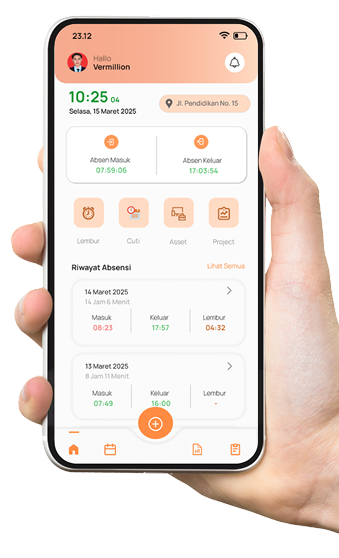 23.12
Hallo
Vermillion
10:25 04
Selasa, 15 Maret 2025
Jl. Pendidikan No. 15
Absen Masuk
07:59:06
Absen Keluar
17:03:54
Lembur
Cuti
Asset
Project
Riwayat Absensi
Lihat Semua
14 Maret 2025
14 Jam 6 Menit
Masuk
Keluar
Lembur
08:23
17:57
04:32
13 Maret 2025
8 Jam 11 Menit
Masuk
Keluar
Lembur
07:49
16:00
-